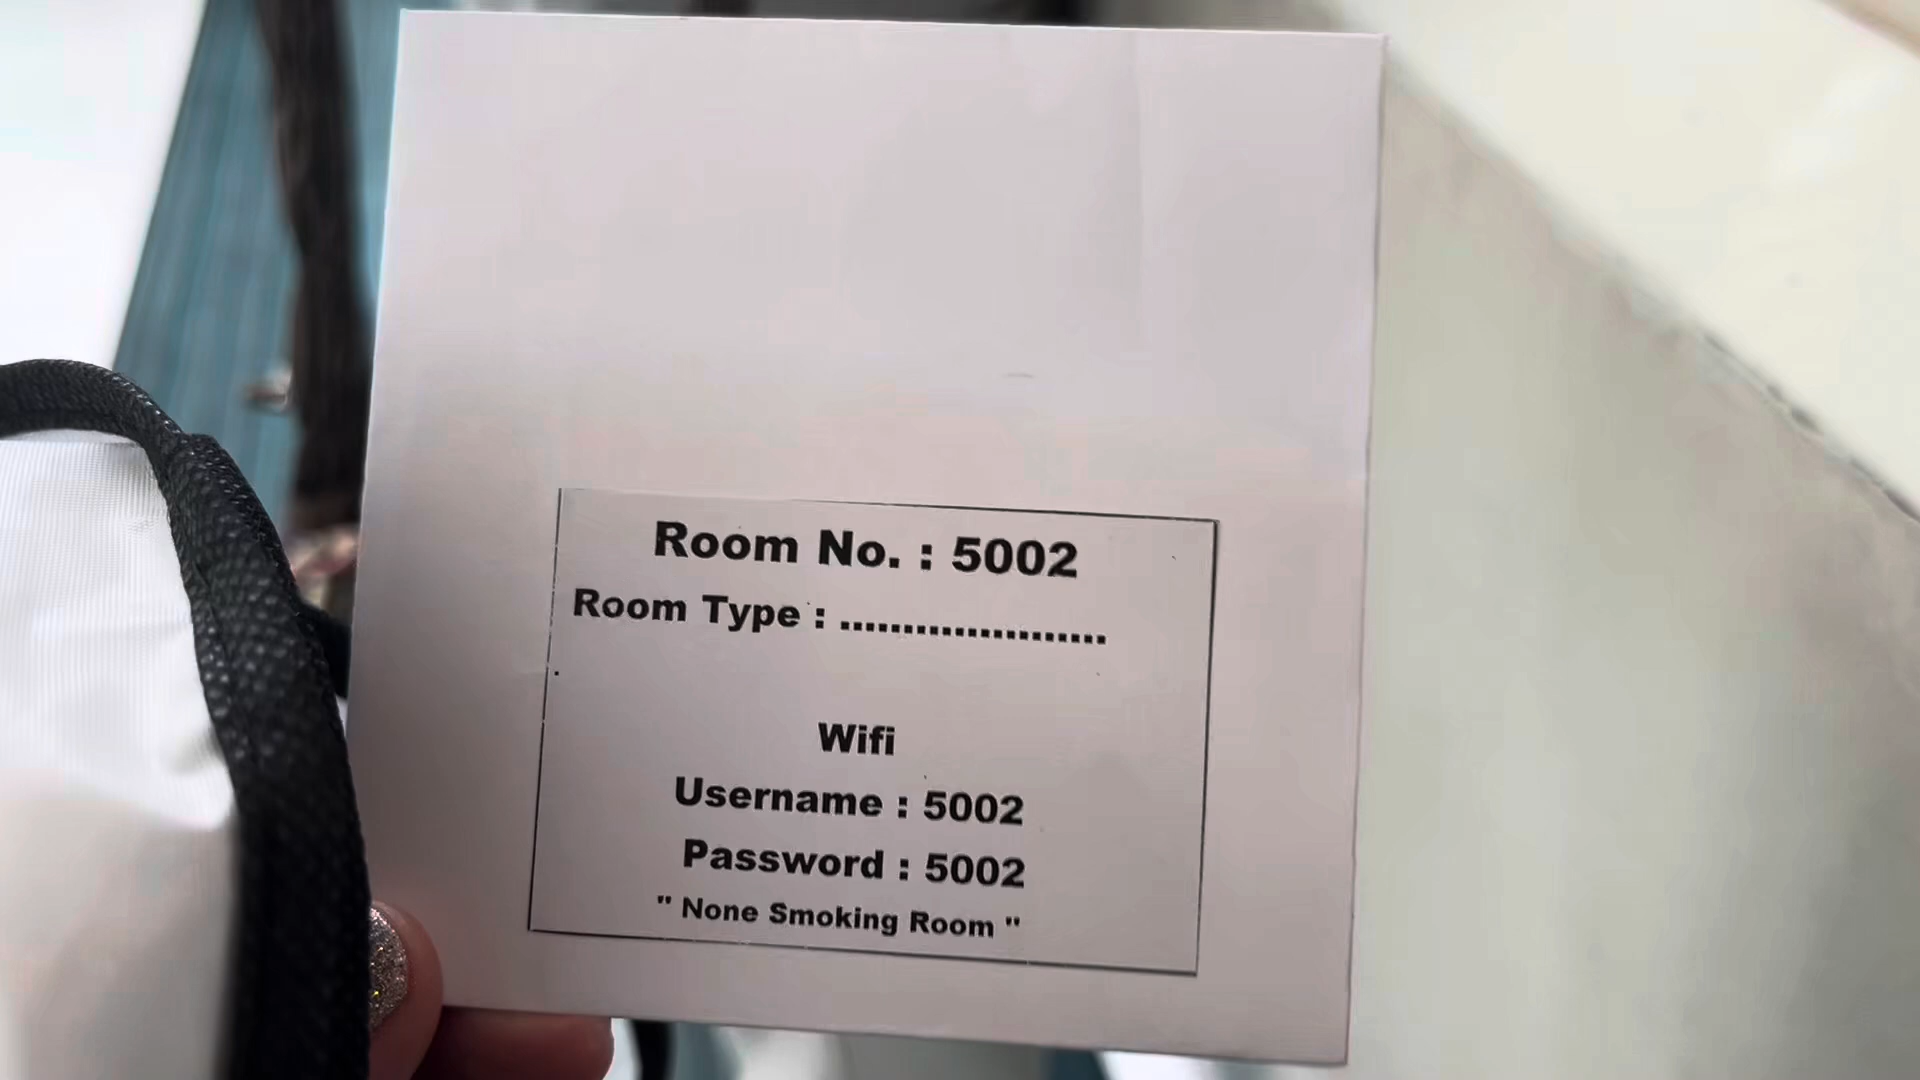 Room No. : 5002
Room Type : ......................
Wifi
Username : 5002
Password : 5002
" None Smoking Room "